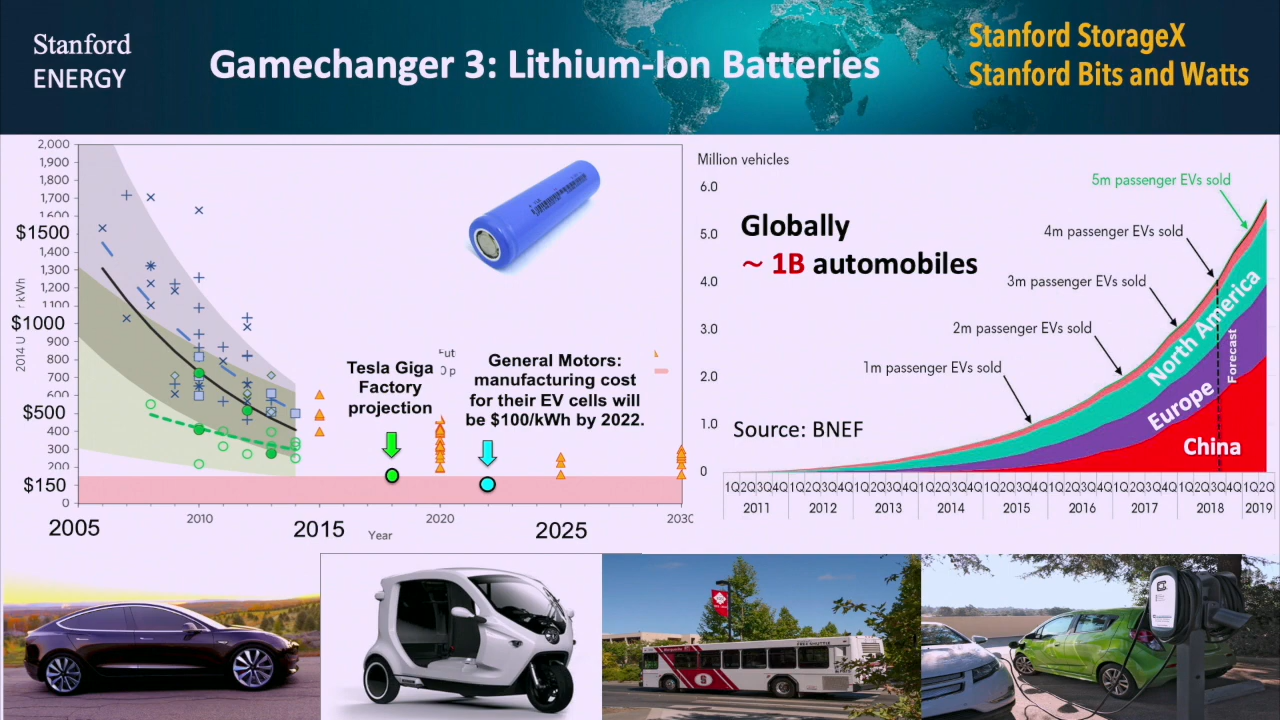 Stanford
ENERGY
Gamechanger 3: Lithium-Ion Batteries
Stanford StorageX
Stanford Bits and Watts
2,000
1,900
1,800
1,700
$1500
1,400
1,300
1,200
1100
$1000
900
800
700
600
$500
400
300
200
$150
0
2014 U
r kWh
2005
2010
2015
Year
2020
2025
Tesla Giga
Factory
projection
Fut
General Motors:
manufacturing cost
for their EV cells will
be $100/kWh by 2022.
Million vehicles
6.0
5.0
4.0
3.0
2.0
1.0
0
Globally
~ 1B automobiles
5m passenger EVs sold
4m passenger EVs sold
3m passenger EVs sold
2m passenger EVs sold
1m passenger EVs sold
Source: BNEF
North America
Europe
China
Forecast
1Q2Q3Q4Q1Q2Q3Q4Q1Q2Q3Q4Q1Q2Q3Q4Q1Q2Q3Q4Q1Q2Q3Q4Q1Q2Q3Q4Q1Q2Q3Q4Q1Q2Q
2011 2012 2013 2014 2015 2016 2017 2018 2019
FREE SHUTTLE
S